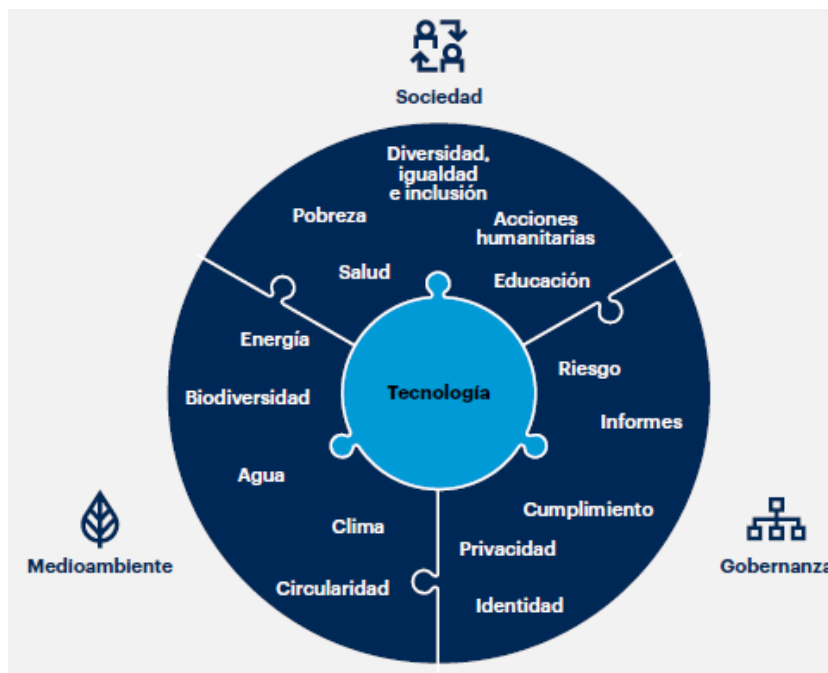 Sociedad
Diversidad,
igualdad
e inclusión
Pobreza
Acciones
humanitarias
Salud
Educación
Energía
Biodiversidad
Agua
Clima
Circularidad
Tecnología
Riesgo
Informes
Cumplimiento
Privacidad
Identidad
Medioambiente
Gobernanza